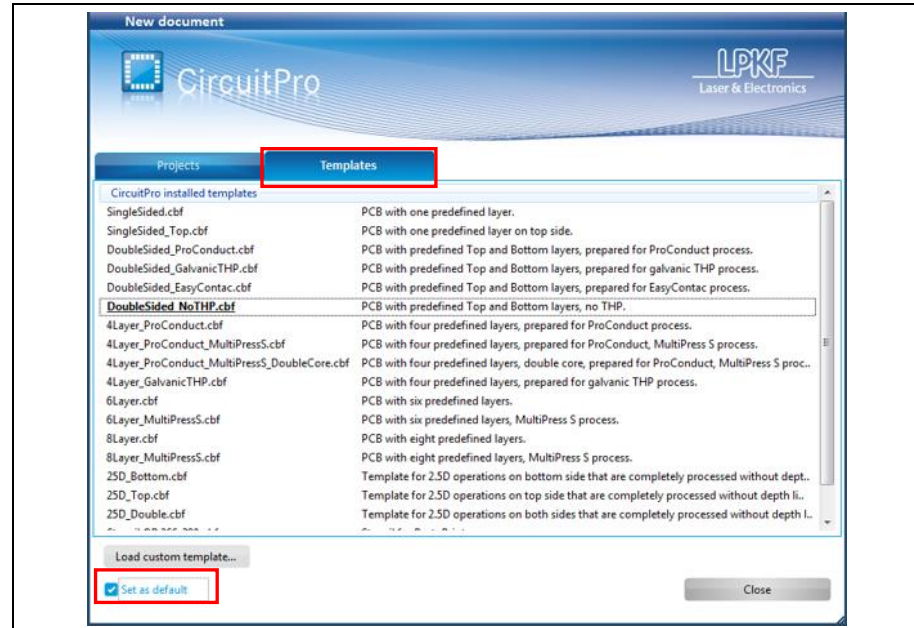 New document
CircuitPro
LPKF
Laser & Electronics
Projects
Templates
CircuitPro installed templates
SingleSided.cbf PCB with one predefined layer.
SingleSided_Top.cbf PCB with one predefined layer on top side.
DoubleSided_ProConduct.cbf PCB with predefined Top and Bottom layers, prepared for ProConduct process.
DoubleSided_GalvanicTHP.cbf PCB with predefined Top and Bottom layers, prepared for galvanic THP process.
DoubleSided_EasyContac.cbf PCB with predefined Top and Bottom layers, prepared for EasyContac process.
DoubleSided_NoTHP.cbf PCB with predefined Top and Bottom layers, no THP.
4Layer_ProConduct.cbf PCB with four predefined layers, prepared for ProConduct process.
4Layer_ProConduct_MultiPressS.cbf PCB with four predefined layers, prepared for ProConduct, MultiPress S process.
4Layer_ProConduct_MultiPressS_DoubleCore.cbf PCB with four predefined layers, double core, prepared for ProConduct, MultiPress S proc..
4Layer_GalvanicTHP.cbf PCB with four predefined layers, prepared for galvanic THP process.
6Layer.cbf PCB with six predefined layers.
6Layer_MultiPressS.cbf PCB with six predefined layers, MultiPress S process.
8Layer.cbf PCB with eight predefined layers.
8Layer_MultiPressS.cbf PCB with eight predefined layers, MultiPress S process.
25D_Bottom.cbf Template for 2.5D operations on bottom side that are completely processed without dept..
25D_Top.cbf Template for 2.5D operations on top side that are completely processed without depth li..
25D_Double.cbf Template for 2.5D operations on both sides that are completely processed without depth l..
Load custom template...
Set as default
Close